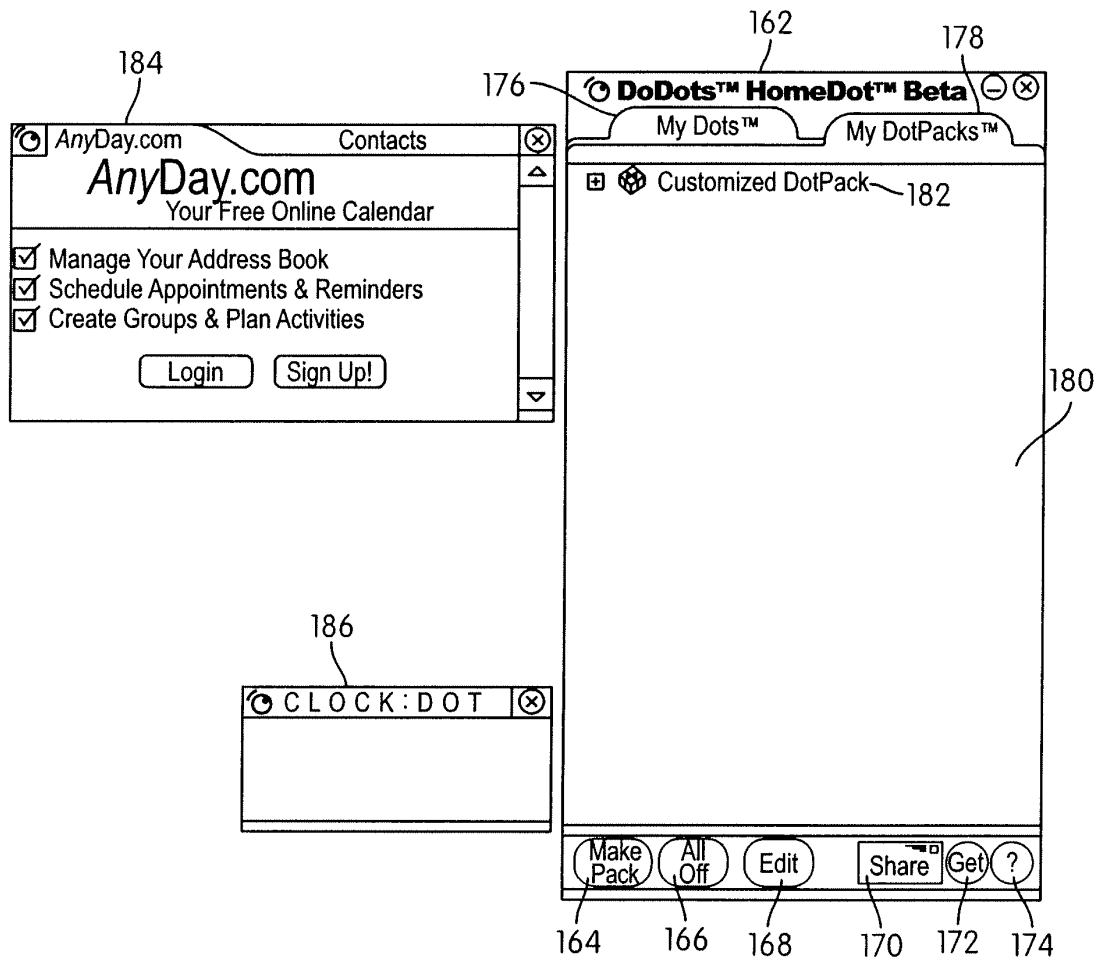 162
178
184
176
DoDots™ HomeDot™ Beta
My Dots™
My DotPacks™
AnyDay.com
Contacts
AnyDay.com
Your Free Online Calendar
Customized DotPack
182
Manage Your Address Book
Schedule Appointments & Reminders
Create Groups & Plan Activities
Login
Sign Up!
180
186
CLOCK:DOT
Make
Pack
All
Off
Edit
Share
Get
?
164
166
168
170
172
174